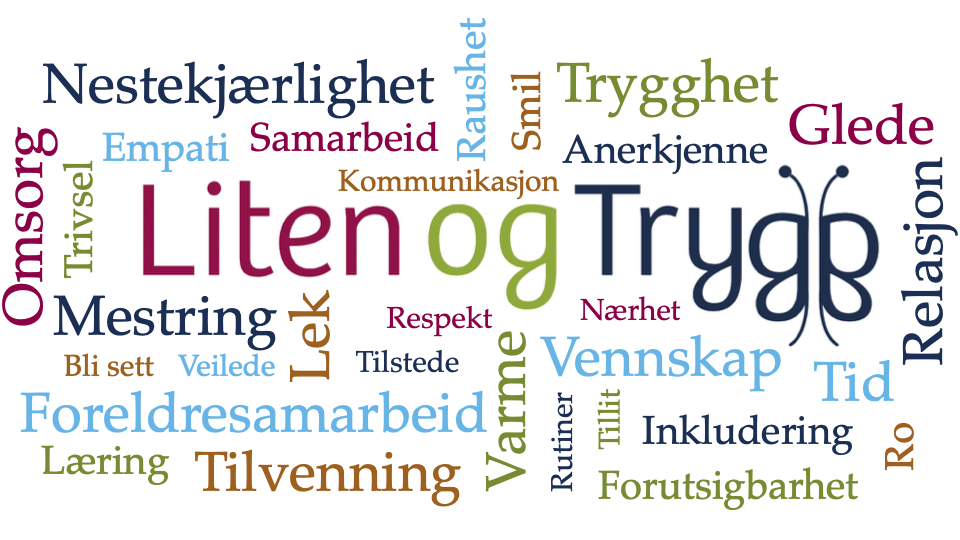 Nestekjærlighet
Raushet
Smil
Trygghet
Glede
Omsorg
Trivsel
Empati
Samarbeid
Anerkjenne
Kommunikasjon
Relasjon
Liten og Trygg
Mestring
Lek
Respekt
Nærhet
Bli sett
Veilede
Tilstede
Varme
Vennskap
Tid
Foreldresamarbeid
Rutiner
Tillit
Inkludering
Ro
Læring
Tilvenning
Forutsigbarhet